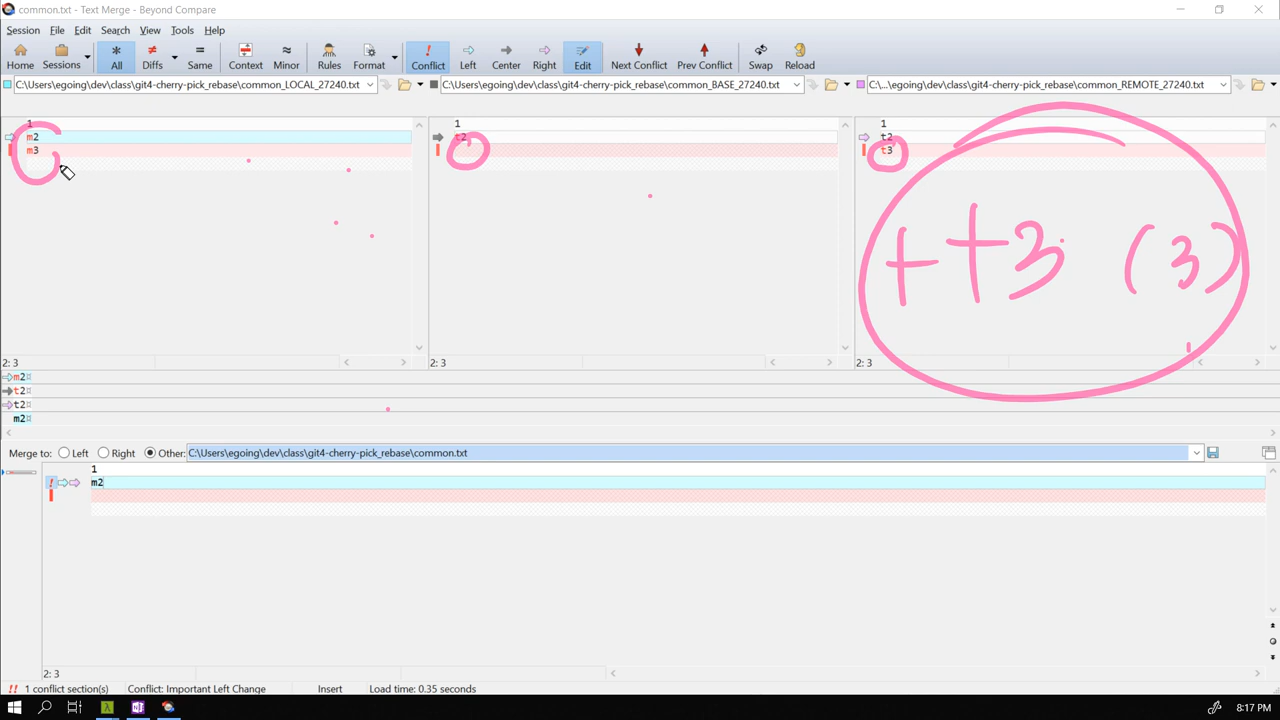 common.txt - Text Merge - Beyond Compare
Session File Edit Search View Tools Help
Home Sessions All Diffs Same Context Minor Rules Format Conflict Left Center Right Edit Next Conflict Prev Conflict Swap Reload
C:\Users\egoing\dev\class\git4-cherry-pick_rebase\common_LOCAL_27240.txt C:\Users\egoing\dev\class\git4-cherry-pick_rebase\common_BASE_27240.txt C:\...\egoing\dev\class\git4-cherry-pick_rebase\common_REMOTE_27240.txt
1 1 1
m2 t2 t2
m3 t3
+ t3 (3)
2: 3 2: 3 2: 3
m2¤
t2¤
t2¤
m2¤
Merge to: Left Right Other: C:\Users\egoing\dev\class\git4-cherry-pick_rebase\common.txt
1
m2
2: 3
!! 1 conflict section(s) Conflict: Important Left Change Insert Load time: 0.35 seconds
8:17 PM